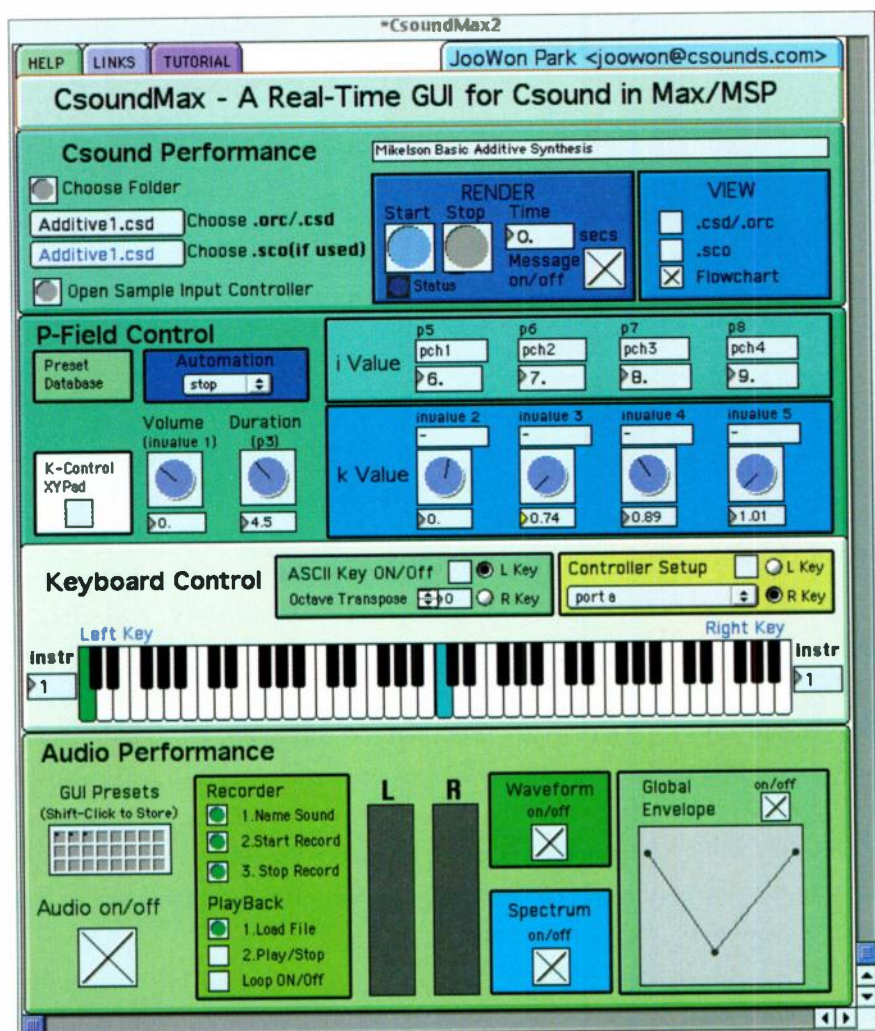 *CsoundMax2
HELP LINKS TUTORIAL JooWon Park <joowon@csounds.com>
CsoundMax - A Real-Time GUI for Csound in Max/MSP
Csound Performance
Mikelson Basic Additive Synthesis
Choose Folder
Additive1.csd Choose .orc/.csd
Additive1.csd Choose .sco(if used)
Open Sample Input Controller
RENDER
Start Stop Time
0. secs
Message
on/off
Status
VIEW
.csd/.orc
.sco
Flowchart
P-Field Control
Preset
Database
Automation
stop
i Value
p5 p6 p7 p8
pch1 pch2 pch3 pch4
6. 7. 8. 9.
K-Control
XYPad
Volume
(invalue 1)
0.
Duration
(p3)
4.5
k Value
invalue 2 invalue 3 invalue 4 invalue 5
- - - -
0. 0.74 0.89 1.01
Keyboard Control
ASCII Key ON/Off L Key
Octave Transpose 0 R Key
Controller Setup L Key
port a R Key
Left Key Right Key
Instr Instr
1 1
Audio Performance
GUI Presets
(Shift-Click to Store)
Audio on/off
Recorder
1.Name Sound
2.Start Record
3. Stop Record
PlayBack
1.Load File
2.Play/Stop
Loop ON/Off
L R
Waveform
on/off
Spectrum
on/off
Global
Envelope
on/off